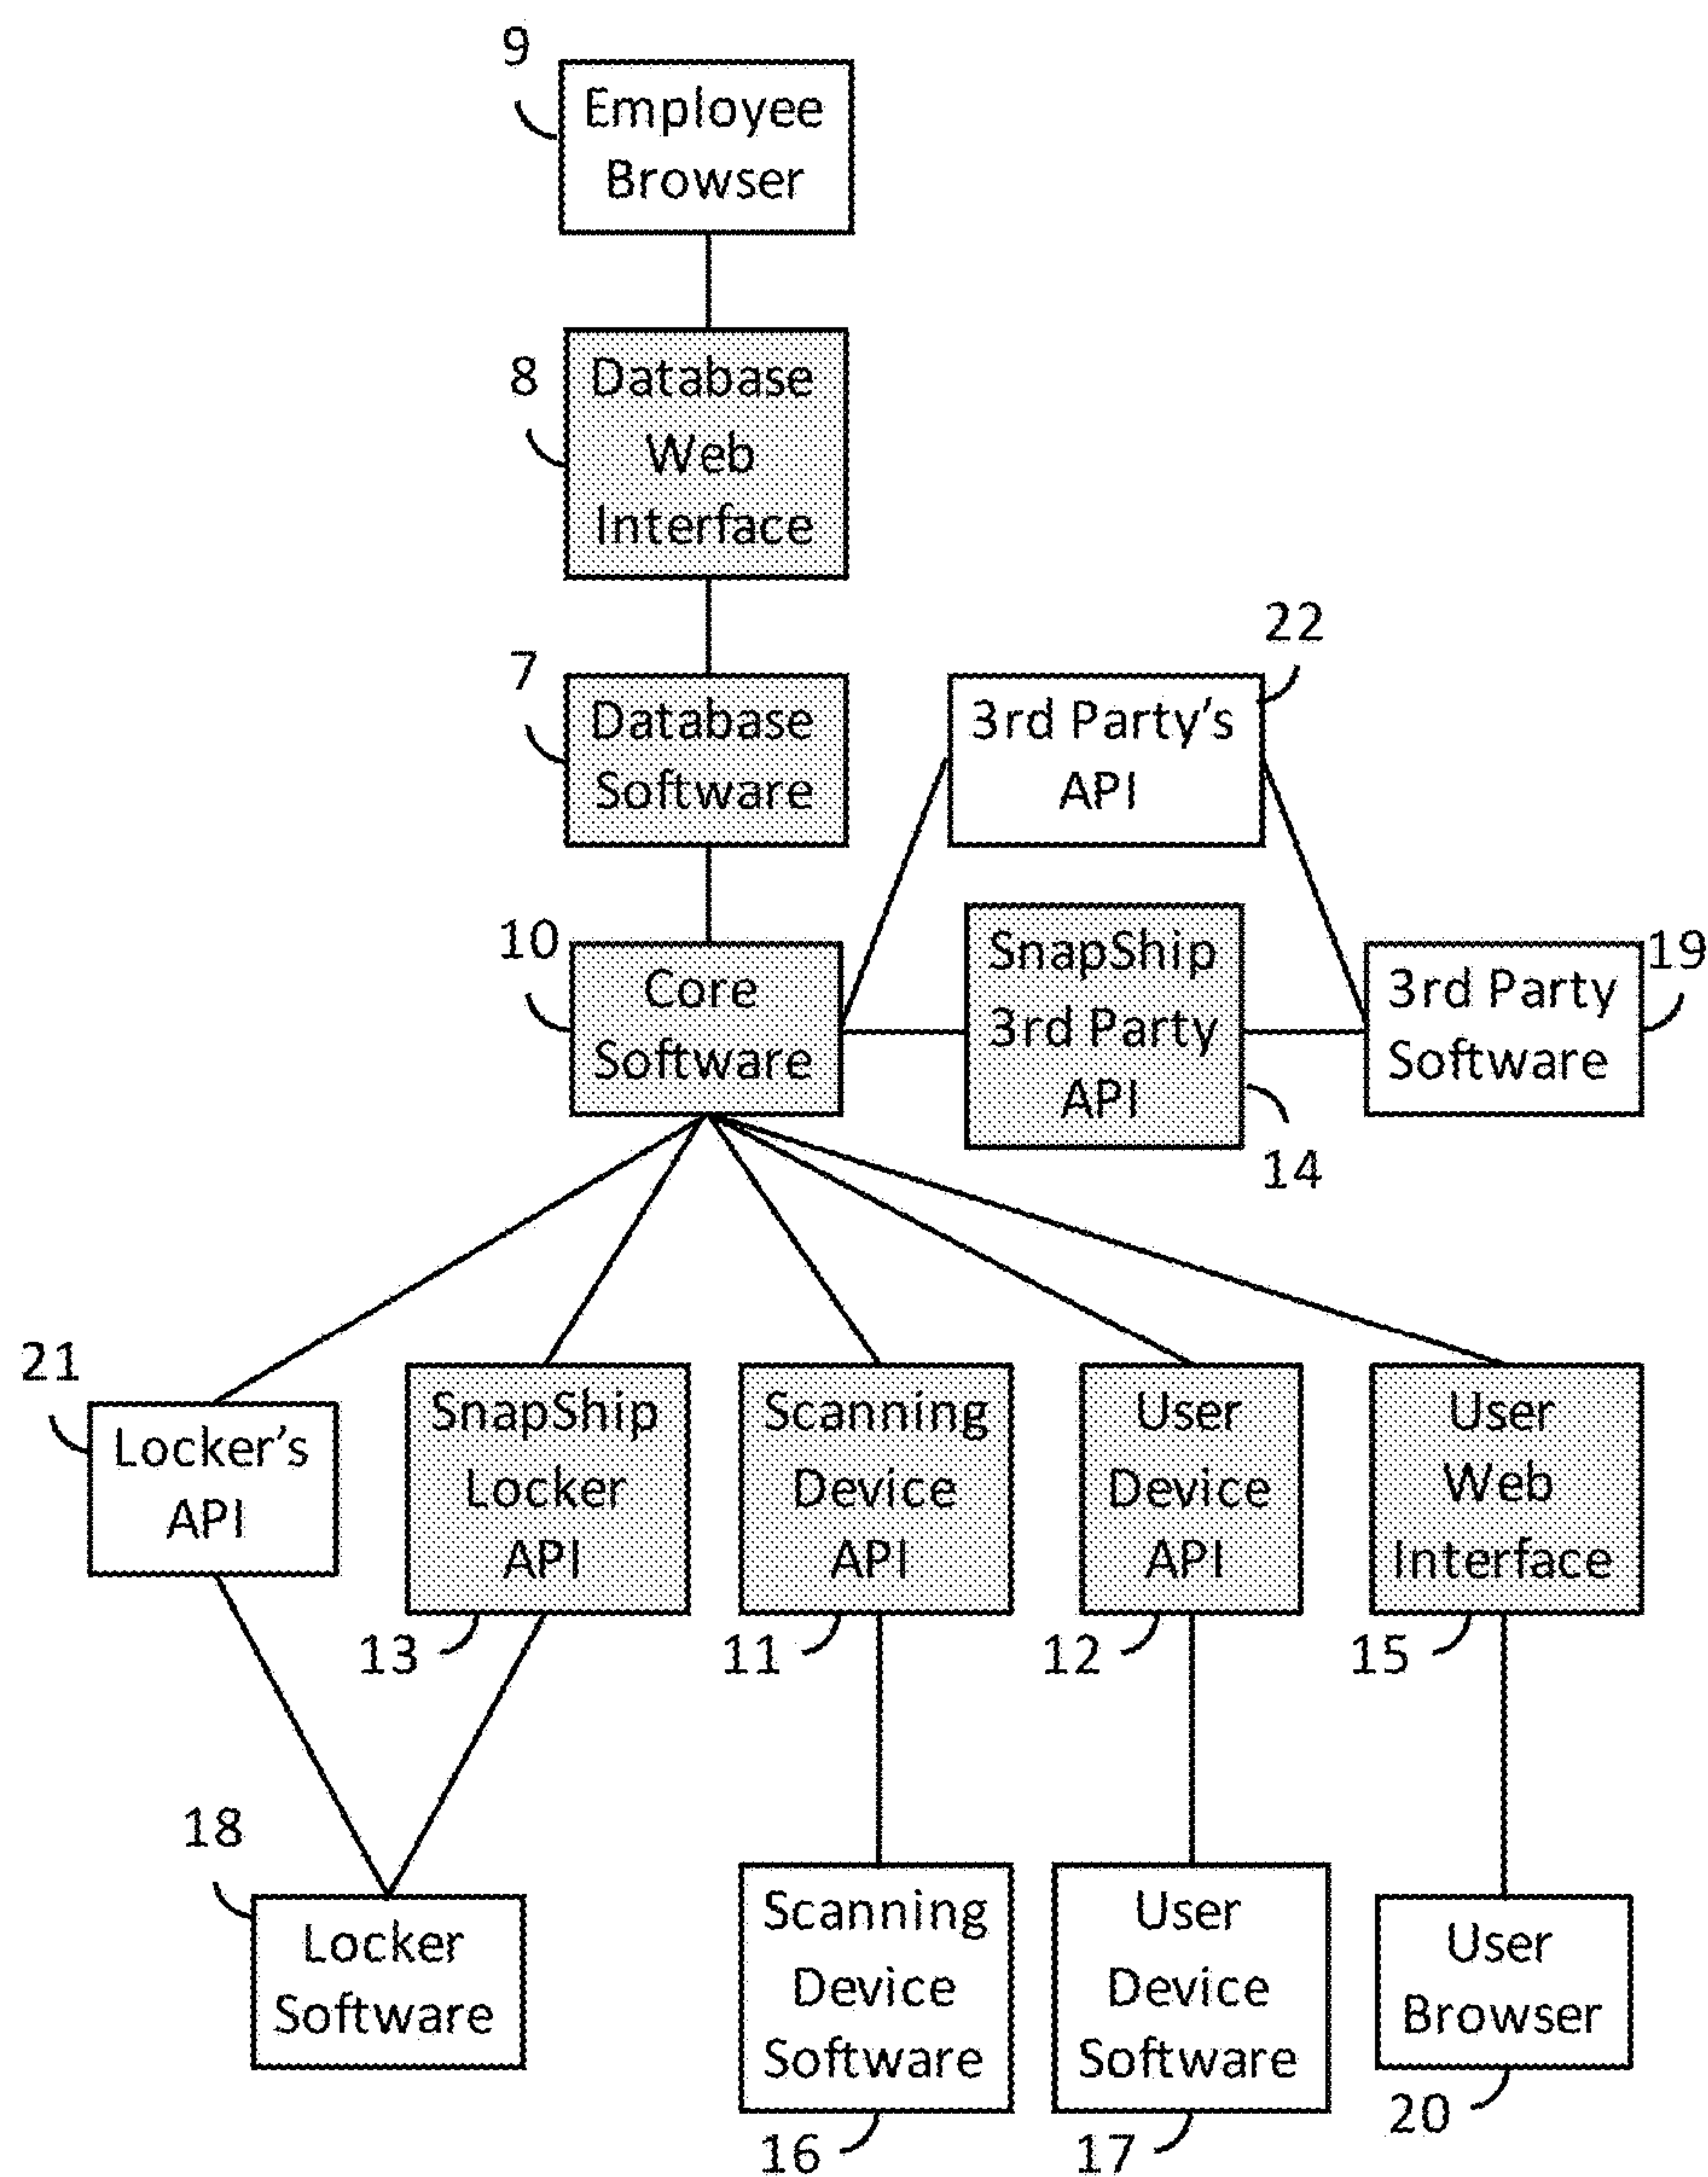 9
Employee
Browser
8
Database
Web
Interface
7
Database
Software
22
3rd Party's
API
10
Core
Software
SnapShip
3rd Party
API
14
19
3rd Party
Software
21
Locker's
API
SnapShip
Locker
API
13
Scanning
Device
API
11
User
Device
API
12
User
Web
Interface
15
18
Locker
Software
Scanning
Device
Software
16
User
Device
Software
17
User
Browser
20